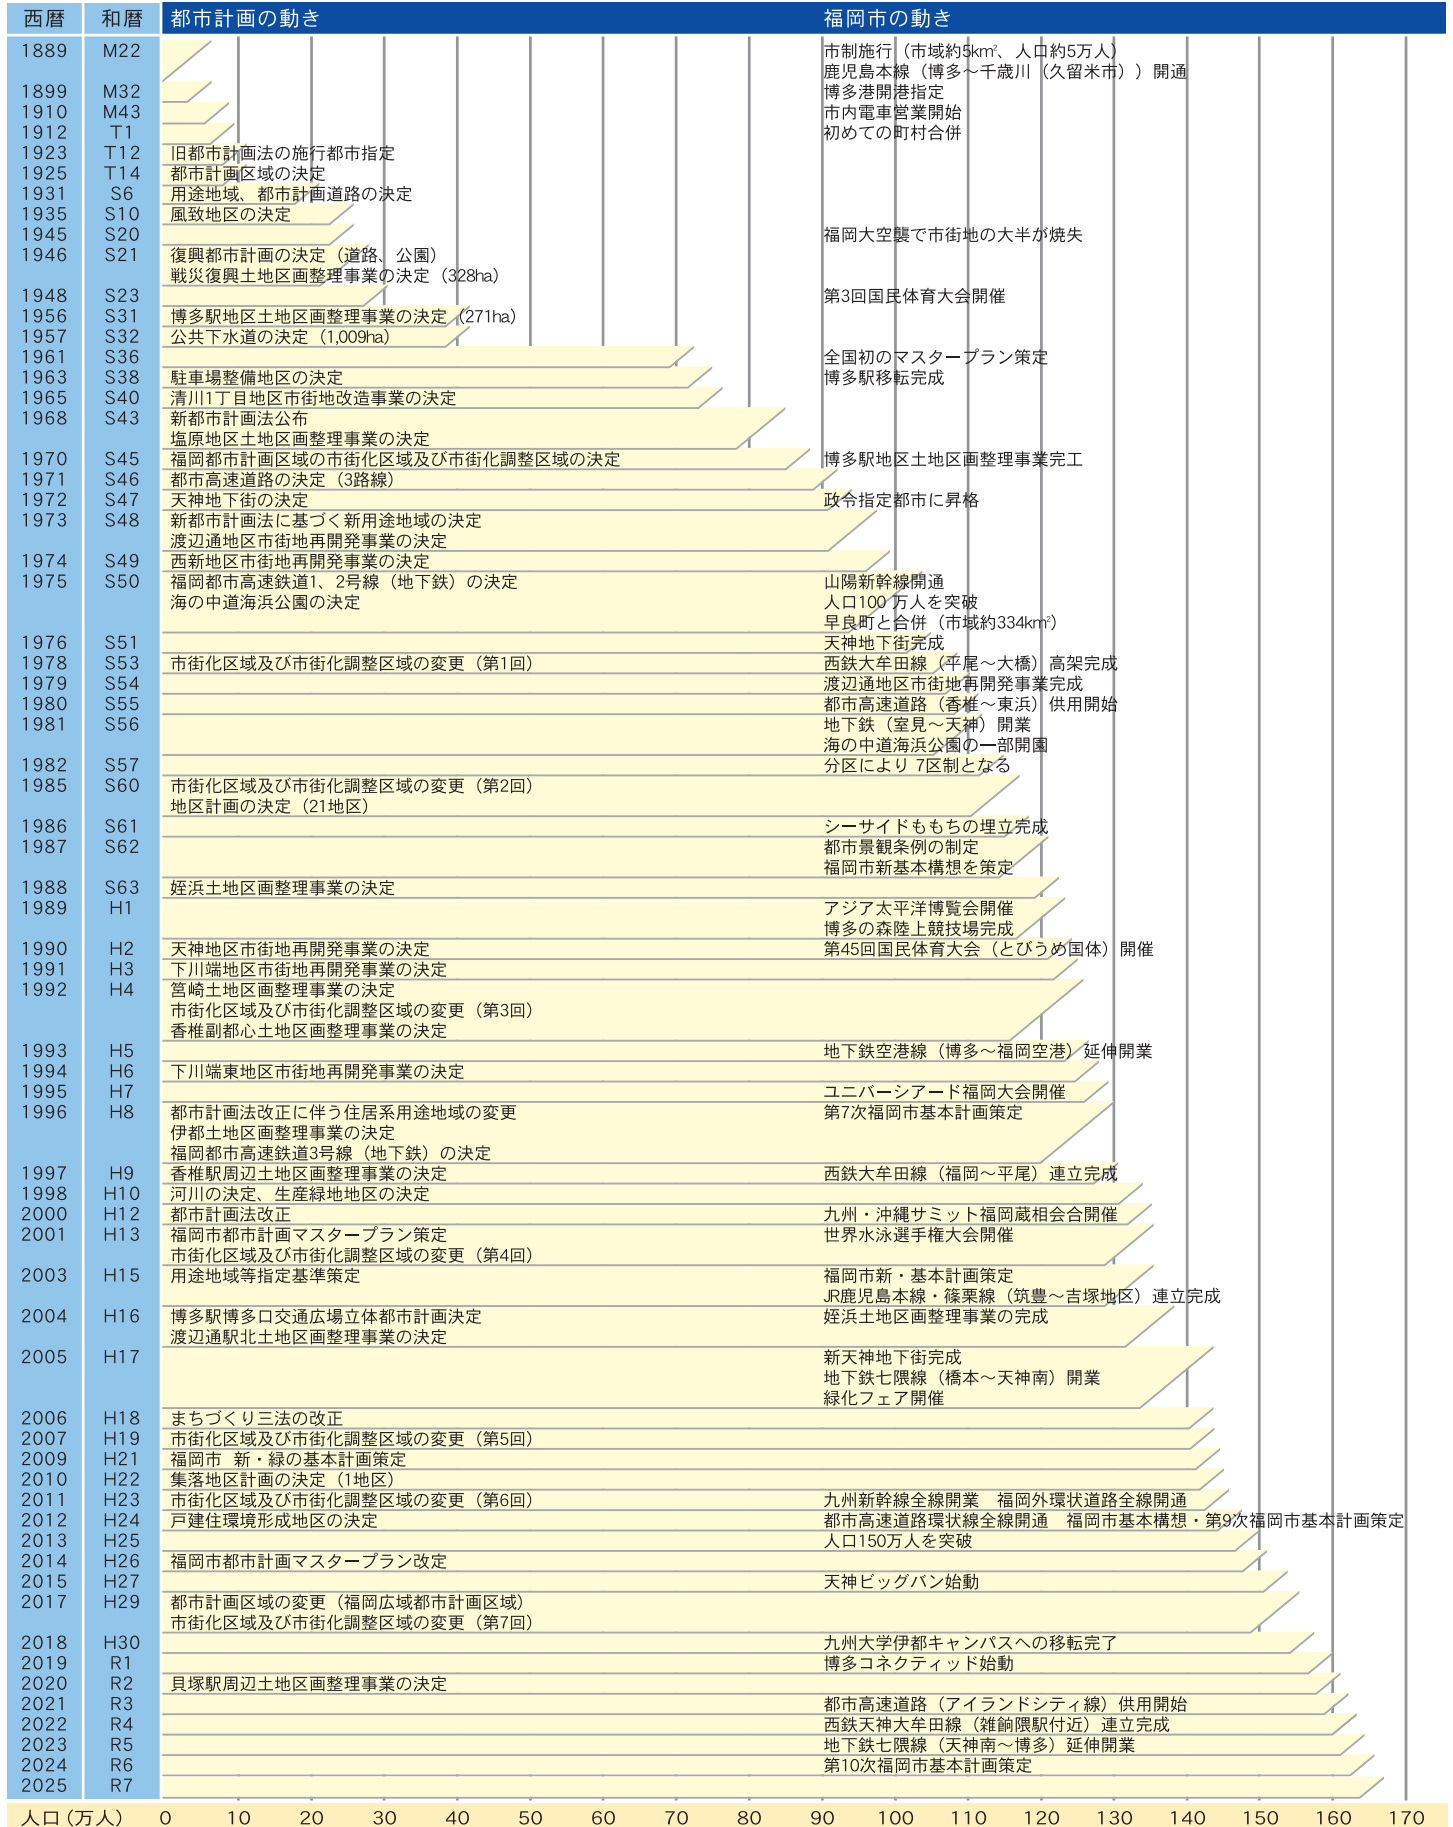 西暦 和暦 都市計画の動き 福岡市の動き
1889 M22 市制施行（市域約5km²、人口約5万人）
鹿児島本線（博多～千歳川（久留米市））開通
1899 M32 博多港開港指定
1910 M43 市内電車営業開始
1912 T1 初めての町村合併
1923 T12 旧都市計画法の施行都市指定
1925 T14 都市計画区域の決定
1931 S6 用途地域、都市計画道路の決定
1935 S10 風致地区の決定
1945 S20 福岡大空襲で市街地の大半が焼失
1946 S21 復興都市計画の決定（道路、公園）
戦災復興土地区画整理事業の決定（328ha）
1948 S23 第3回国民体育大会開催
1956 S31 博多駅地区土地区画整理事業の決定（271ha）
1957 S32 公共下水道の決定（1,009ha）
1961 S36 全国初のマスタープラン策定
1963 S38 駐車場整備地区の決定 博多駅移転完成
1965 S40 清川1丁目地区市街地改造事業の決定
1968 S43 新都市計画法公布
塩原地区土地区画整理事業の決定
1970 S45 福岡都市計画区域の市街化区域及び市街化調整区域の決定 博多駅地区土地区画整理事業完工
1971 S46 都市高速道路の決定（3路線）
1972 S47 天神地下街の決定 政令指定都市に昇格
1973 S48 新都市計画法に基づく新用途地域の決定
渡辺通地区市街地再開発事業の決定
1974 S49 西新地区市街地再開発事業の決定
1975 S50 福岡都市高速鉄道1、2号線（地下鉄）の決定 山陽新幹線開通
海の中道海浜公園の決定 人口100万人を突破
早良町と合併（市域約334km²）
1976 S51 天神地下街完成
1978 S53 市街化区域及び市街化調整区域の変更（第1回） 西鉄大牟田線（平尾～大橋）高架完成
1979 S54 渡辺通地区市街地再開発事業完成
1980 S55 都市高速道路（香椎～東浜）供用開始
1981 S56 地下鉄（室見～天神）開業
海の中道海浜公園の一部開園
1982 S57 分区により 7区制となる
1985 S60 市街化区域及び市街化調整区域の変更（第2回）
地区計画の決定（21地区）
1986 S61 シーサイドももちの埋立完成
1987 S62 都市景観条例の制定
福岡市新基本構想を策定
1988 S63 姪浜土地区画整理事業の決定
1989 H1 アジア太平洋博覧会開催
博多の森陸上競技場完成
1990 H2 天神地区市街地再開発事業の決定 第45回国民体育大会（とびうめ国体）開催
1991 H3 下川端地区市街地再開発事業の決定
1992 H4 筥崎土地区画整理事業の決定
市街化区域及び市街化調整区域の変更（第3回）
香椎副都心土地区画整理事業の決定
1993 H5 地下鉄空港線（博多～福岡空港）延伸開業
1994 H6 下川端東地区市街地再開発事業の決定
1995 H7 ユニバーシアード福岡大会開催
1996 H8 都市計画法改正に伴う住居系用途地域の変更 第7次福岡市基本計画策定
伊都土地区画整理事業の決定
福岡都市高速鉄道3号線（地下鉄）の決定
1997 H9 香椎駅周辺土地区画整理事業の決定 西鉄大牟田線（福岡～平尾）連立完成
1998 H10 河川の決定、生産緑地地区の決定
2000 H12 都市計画法改正 九州・沖縄サミット福岡蔵相会合開催
2001 H13 福岡市都市計画マスタープラン策定 世界水泳選手権大会開催
市街化区域及び市街化調整区域の変更（第4回）
2003 H15 用途地域等指定基準策定 福岡市新・基本計画策定
JR鹿児島本線・篠栗線（筑豊～吉塚地区）連立完成
2004 H16 博多駅博多口交通広場立体都市計画決定 姪浜土地区画整理事業の完成
渡辺通駅北土地区画整理事業の決定
2005 H17 新天神地下街完成
地下鉄七隈線（橋本～天神南）開業
緑化フェア開催
2006 H18 まちづくり三法の改正
2007 H19 市街化区域及び市街化調整区域の変更（第5回）
2009 H21 福岡市 新・緑の基本計画策定
2010 H22 集落地区計画の決定（1地区）
2011 H23 市街化区域及び市街化調整区域の変更（第6回） 九州新幹線全線開業 福岡外環状道路全線開通
2012 H24 戸建住環境形成地区の決定 都市高速道路環状線全線開通 福岡市基本構想・第9次福岡市基本計画策定
2013 H25 人口150万人を突破
2014 H26 福岡市都市計画マスタープラン改定
2015 H27 天神ビッグバン始動
2017 H29 都市計画区域の変更（福岡広域都市計画区域）
市街化区域及び市街化調整区域の変更（第7回）
2018 H30 九州大学伊都キャンパスへの移転完了
2019 R1 博多コネクティッド始動
2020 R2 貝塚駅周辺土地区画整理事業の決定
2021 R3 都市高速道路（アイランドシティ線）供用開始
2022 R4 西鉄天神大牟田線（雑餉隈駅付近）連立完成
2023 R5 地下鉄七隈線（天神南～博多）延伸開業
2024 R6 第10次福岡市基本計画策定
2025 R7
人口（万人） 0 10 20 30 40 50 60 70 80 90 100 110 120 130 140 150 160 170